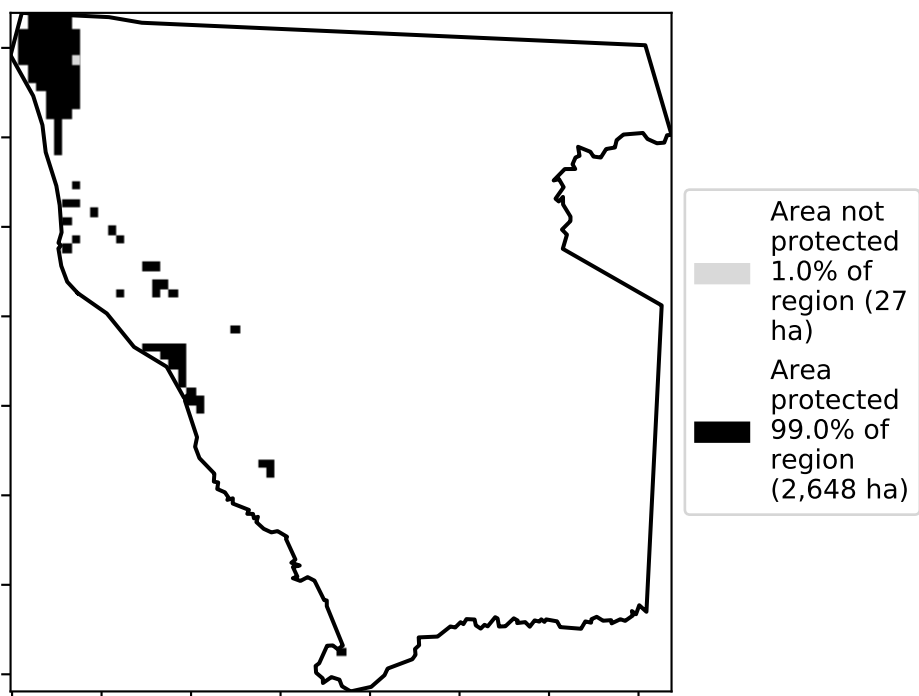 Area not
protected
1.0% of
region (27
ha)
Area
protected
99.0% of
region
(2,648 ha)